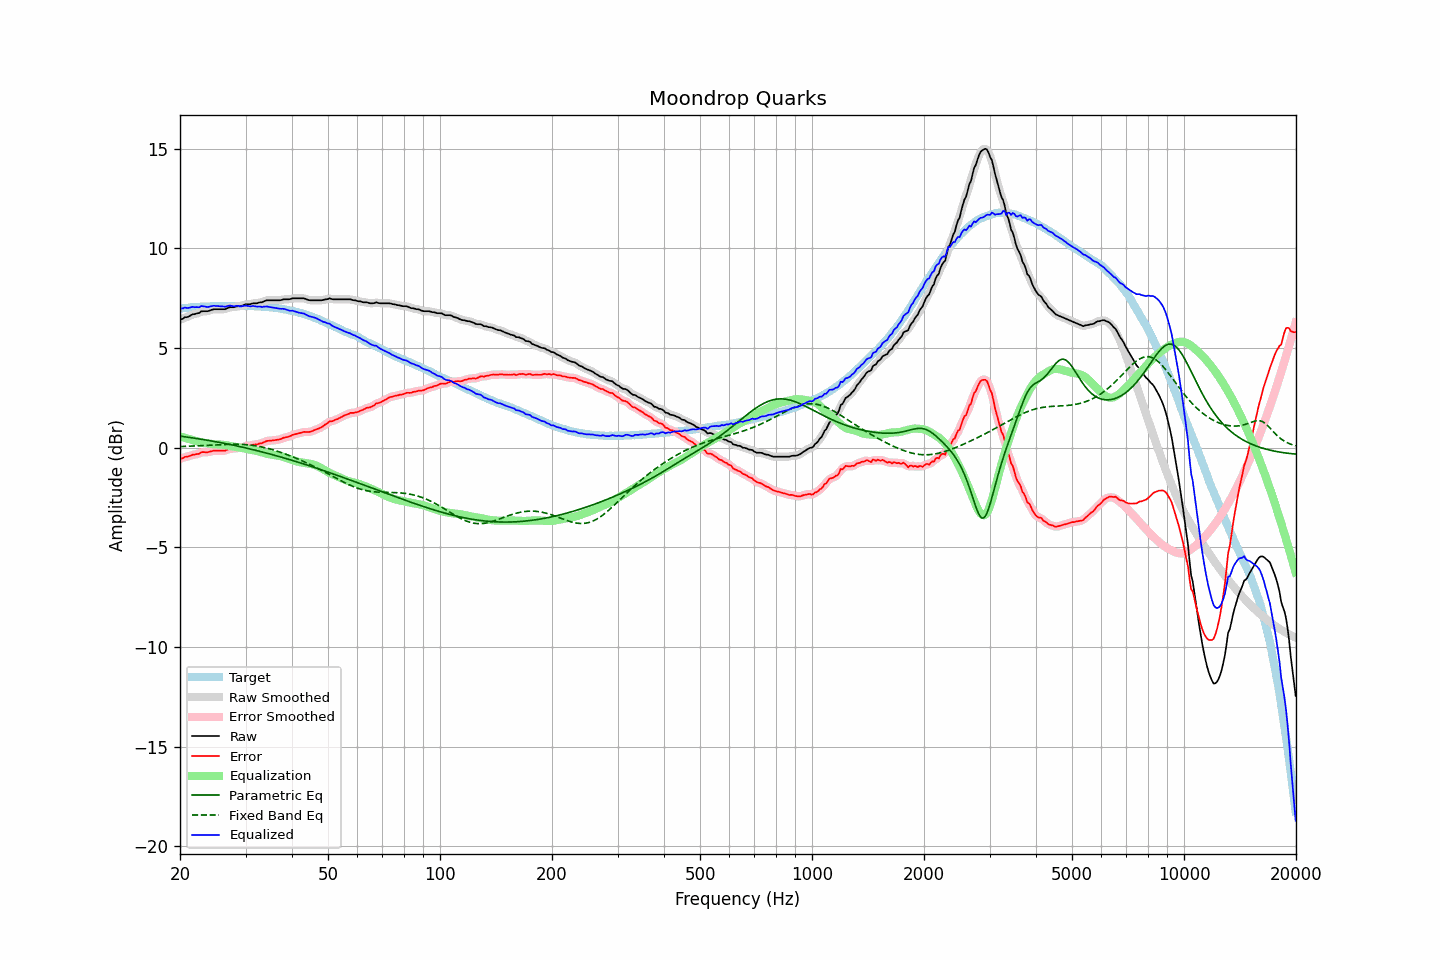 Moondrop Quarks
Amplitude (dBr)
15
10
5
0
−5
−10
−15
−20
Target
Raw Smoothed
Error Smoothed
Raw
Error
Equalization
Parametric Eq
Fixed Band Eq
Equalized
20 50 100 200 500 1000 2000 5000 10000 20000
Frequency (Hz)